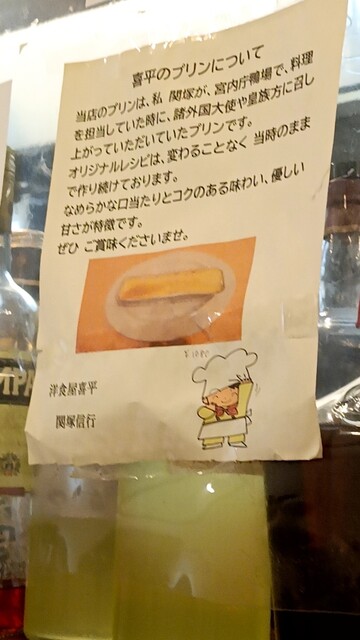 喜平のプリンについて
当店のプリンは、私 関塚が、宮内庁鴨場で、料理
を担当していた時に、諸外国大使や皇族方に召し
上がっていただいていたプリンです。
オリジナルレシピは、変わることなく 当時のまま
で作り続けております。
なめらかな口当たりとコクのある味わい、優しい
甘さが特徴です。
ぜひ ご賞味くださいませ。
洋食屋喜平
関塚信行